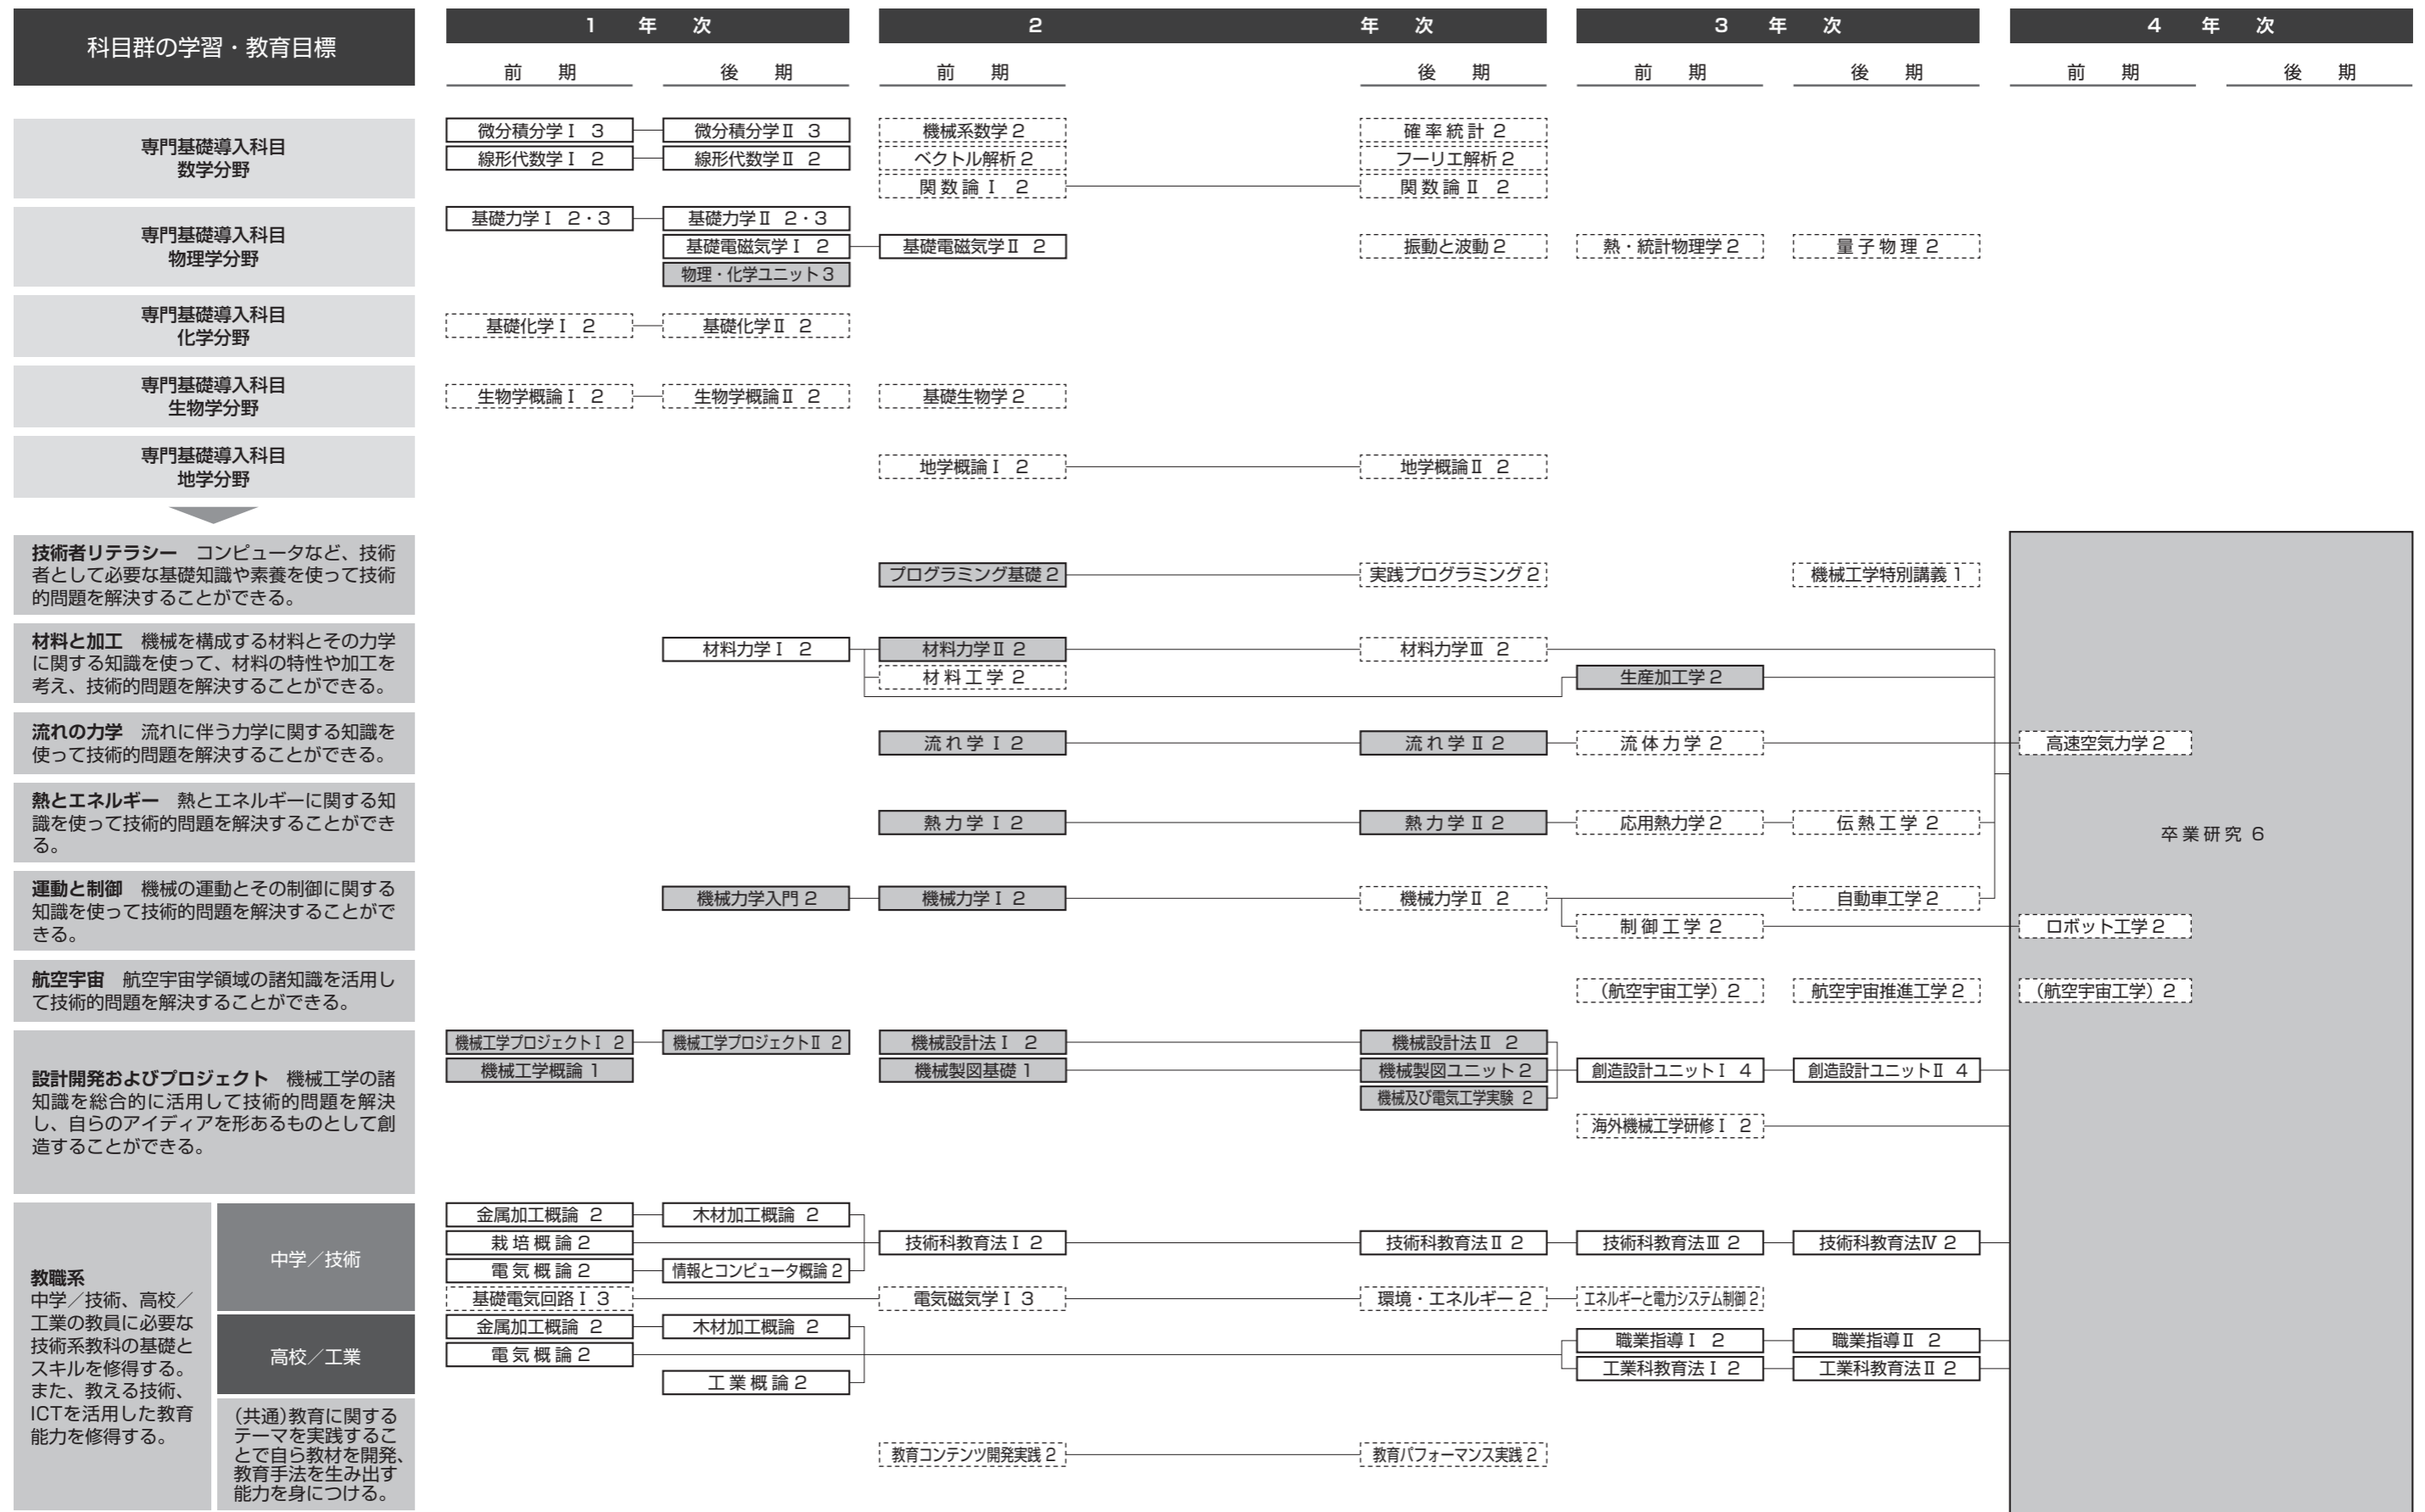 科目群の学習・教育目標
1 年 次
2 年 次
3 年 次
4 年 次
前 期
後 期
前 期
後 期
前 期
後 期
前 期
後 期
専門基礎導入科目
数学分野
微分積分学Ⅰ 3
微分積分学Ⅱ 3
機械系数学 2
確率統計 2
線形代数学Ⅰ 2
線形代数学Ⅱ 2
ベクトル解析 2
フーリエ解析 2
関数論Ⅰ 2
関数論Ⅱ 2
専門基礎導入科目
物理学分野
基礎力学Ⅰ 2・3
基礎力学Ⅱ 2・3
基礎電磁気学Ⅰ 2
基礎電磁気学Ⅱ 2
振動と波動 2
熱・統計物理学 2
量子物理 2
物理・化学ユニット 3
専門基礎導入科目
化学分野
基礎化学Ⅰ 2
基礎化学Ⅱ 2
専門基礎導入科目
生物学分野
生物学概論Ⅰ 2
生物学概論Ⅱ 2
基礎生物学 2
専門基礎導入科目
地学分野
地学概論Ⅰ 2
地学概論Ⅱ 2
技術者リテラシー コンピュータなど、技術
者として必要な基礎知識や素養を使って技術
的問題を解決することができる。
プログラミング基礎 2
実践プログラミング 2
機械工学特別講義 1
材料と加工 機械を構成する材料とその力学
に関する知識を使って、材料の特性や加工を
考え、技術的問題を解決することができる。
材料力学Ⅰ 2
材料力学Ⅱ 2
材料力学Ⅲ 2
材料工学 2
生産加工学 2
流れの力学 流れに伴う力学に関する知識を
使って技術的問題を解決することができる。
流れ学Ⅰ 2
流れ学Ⅱ 2
流体力学 2
高速空気力学 2
熱とエネルギー 熱とエネルギーに関する知
識を使って技術的問題を解決することができ
る。
熱力学Ⅰ 2
熱力学Ⅱ 2
応用熱力学 2
伝熱工学 2
卒業研究 6
運動と制御 機械の運動とその制御に関する
知識を使って技術的問題を解決することがで
きる。
機械力学入門 2
機械力学Ⅰ 2
機械力学Ⅱ 2
自動車工学 2
制御工学 2
ロボット工学 2
航空宇宙 航空宇宙学領域の諸知識を活用し
て技術的問題を解決することができる。
(航空宇宙工学) 2
航空宇宙推進工学 2
(航空宇宙工学) 2
設計開発およびプロジェクト 機械工学の諸
知識を総合的に活用して技術的問題を解決
し、自らのアイディアを形あるものとして創
造することができる。
機械工学プロジェクトⅠ 2
機械工学プロジェクトⅡ 2
機械設計法Ⅰ 2
機械設計法Ⅱ 2
機械工学概論 1
機械製図基礎 1
機械製図ユニット 2
創造設計ユニットⅠ 4
創造設計ユニットⅡ 4
機械及び電気工学実験 2
海外機械工学研修Ⅰ 2
教職系
中学／技術、高校／
工業の教員に必要な
技術系教科の基礎と
スキルを修得する。
また、教える技術、
ICTを活用した教育
能力を修得する。
中学／技術
金属加工概論 2
木材加工概論 2
栽培概論 2
技術科教育法Ⅰ 2
技術科教育法Ⅱ 2
技術科教育法Ⅲ 2
技術科教育法Ⅳ 2
電気概論 2
情報とコンピュータ概論 2
基礎電気回路Ⅰ 3
電気磁気学Ⅰ 3
環境・エネルギー 2
エネルギーと電力システム制御 2
高校／工業
金属加工概論 2
木材加工概論 2
職業指導Ⅰ 2
職業指導Ⅱ 2
電気概論 2
工業科教育法Ⅰ 2
工業科教育法Ⅱ 2
工業概論 2
(共通)教育に関する
テーマを実践するこ
とで自ら教材を開発、
教育手法を生み出す
能力を身につける。
教育コンテンツ開発実践 2
教育パフォーマンス実践 2